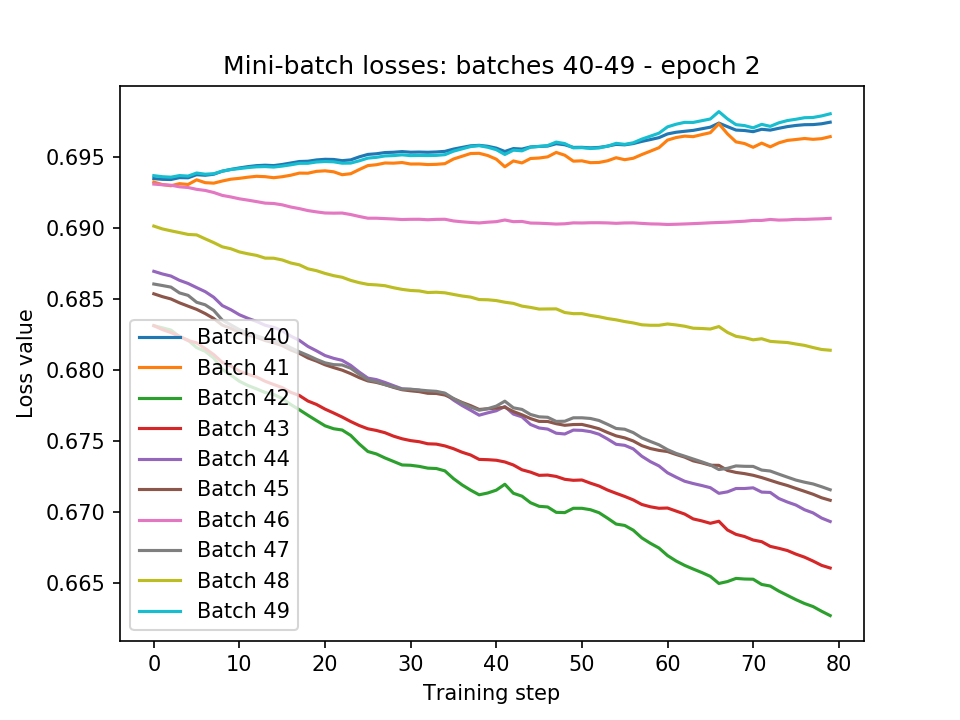 Mini-batch losses: batches 40-49 - epoch 2
0.695
0.690
0.685
0.680
0.675
0.670
0.665
Loss value
Batch 40
Batch 41
Batch 42
Batch 43
Batch 44
Batch 45
Batch 46
Batch 47
Batch 48
Batch 49
0 10 20 30 40 50 60 70 80
Training step